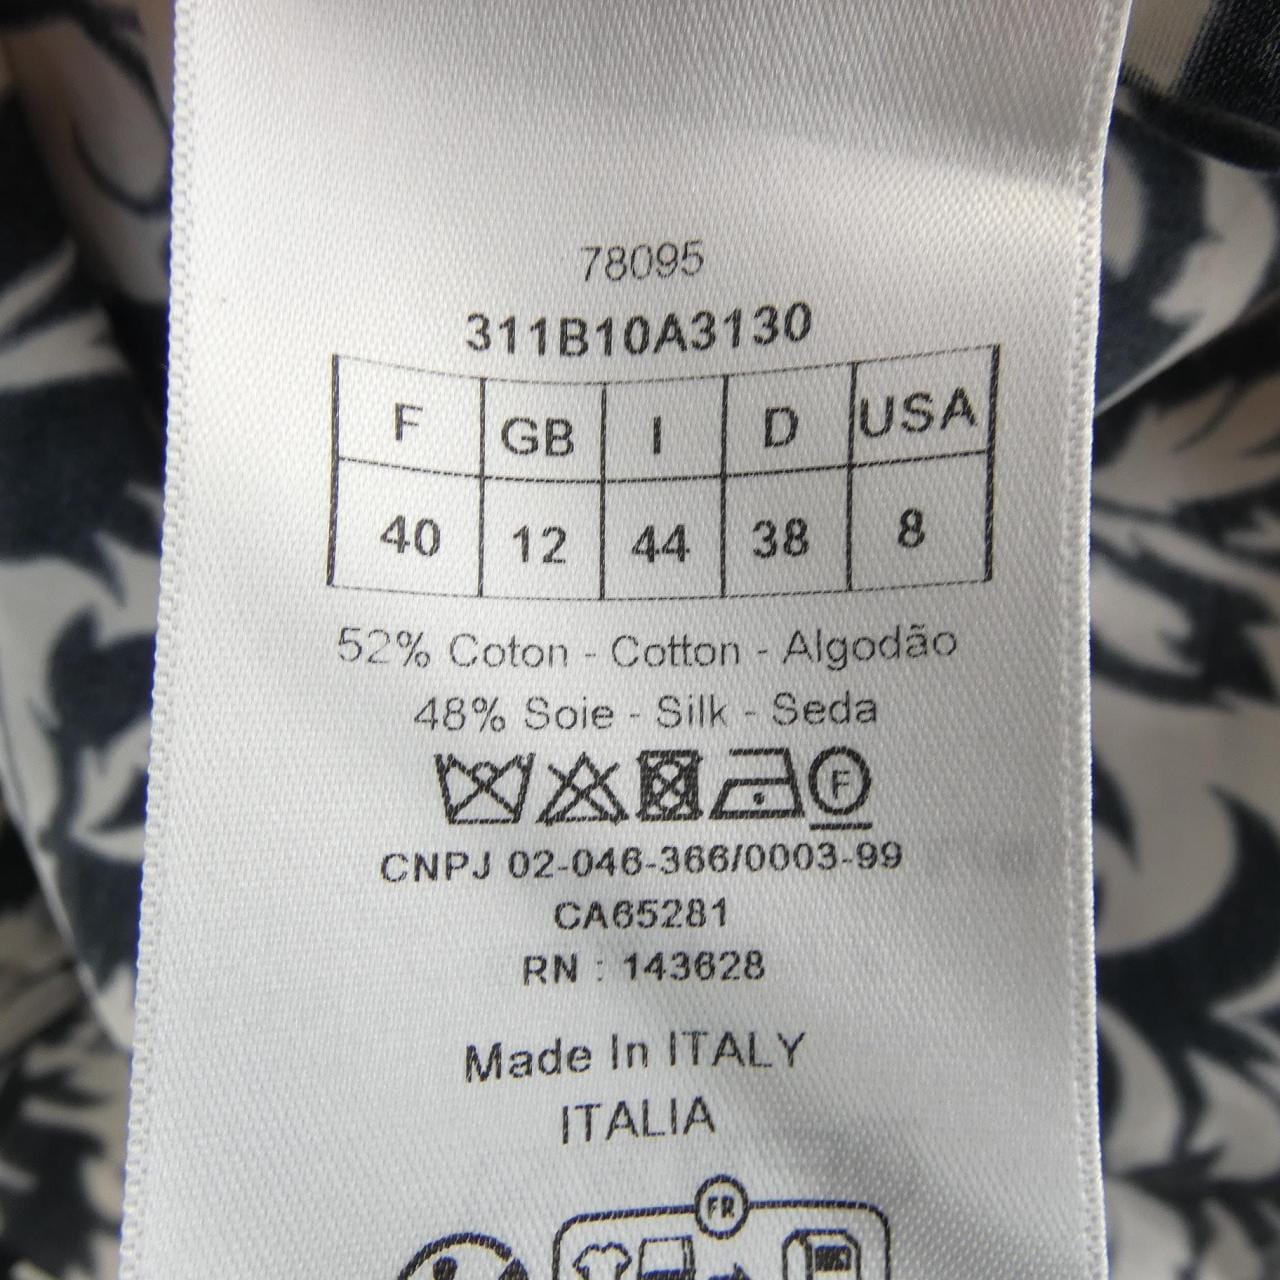 78095
311B10A3130
F GB I D USA
40 12 44 38 8
52% Coton - Cotton - Algodão
48% Soie - Silk - Seda
F
CNPJ 02-046-366/0003-99
CA65281
RN : 143628
Made In ITALY
ITALIA
FR